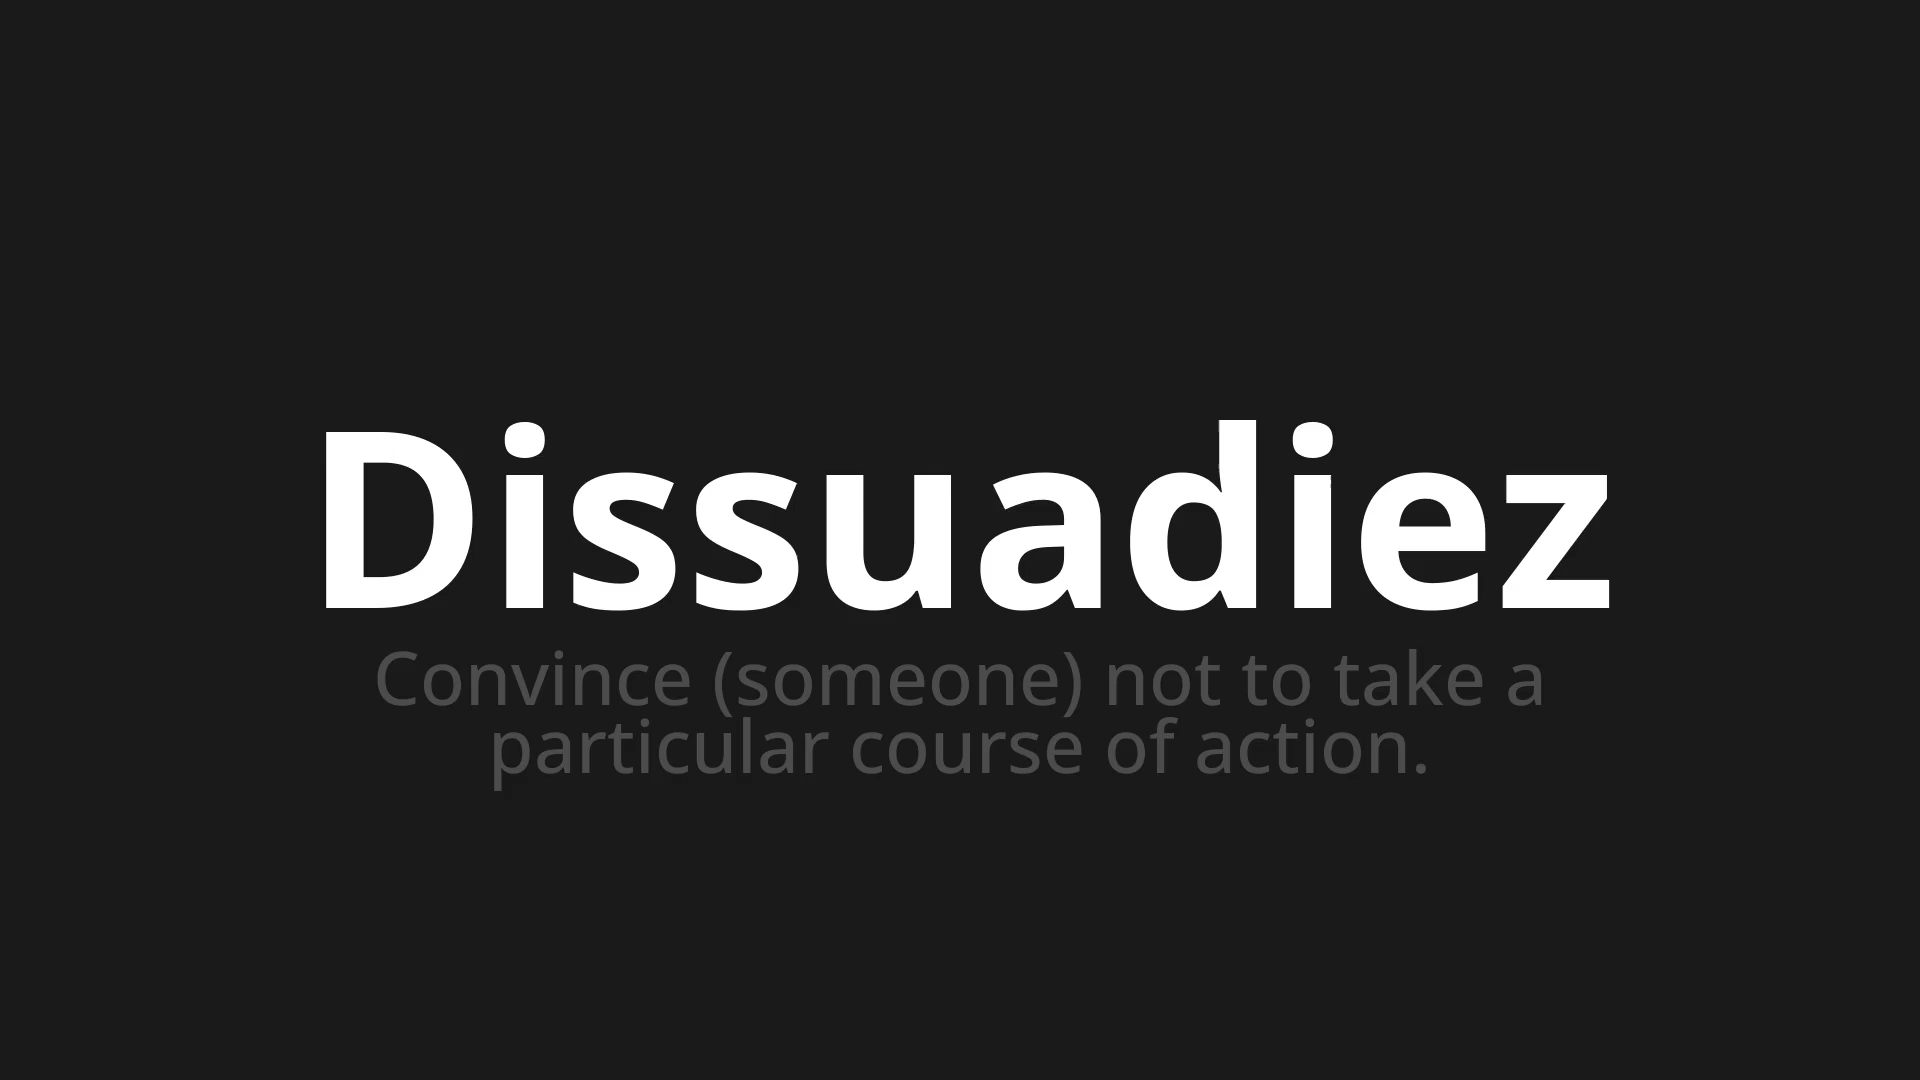 Dissuadiez
Convince (someone) not to take a
particular course of action.